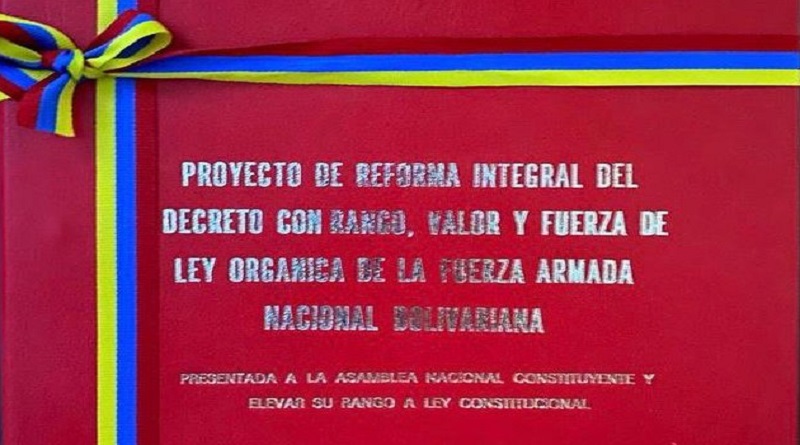 PROYECTO DE REFORMA INTEGRAL DEL
DECRETO CON RANGO, VALOR Y FUERZA DE
LEY ORGANICA DE LA FUERZA ARMADA
NACIONAL BOLIVARIANA
PRESENTADA A LA ASAMBLEA NACIONAL CONSTITUYENTE Y
ELEVAR SU RANGO A LEY CONSTITUCIONAL